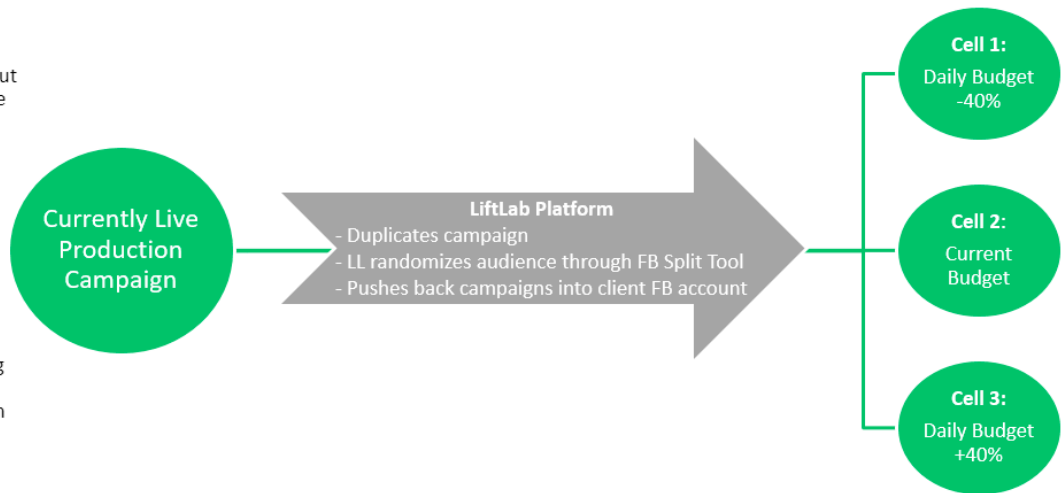 ut
e
Currently Live
Production
Campaign
g
n
LiftLab Platform
- Duplicates campaign
- LL randomizes audience through FB Split Tool
- Pushes back campaigns into client FB account
Cell 1:
Daily Budget
-40%
Cell 2:
Current
Budget
Cell 3:
Daily Budget
+40%